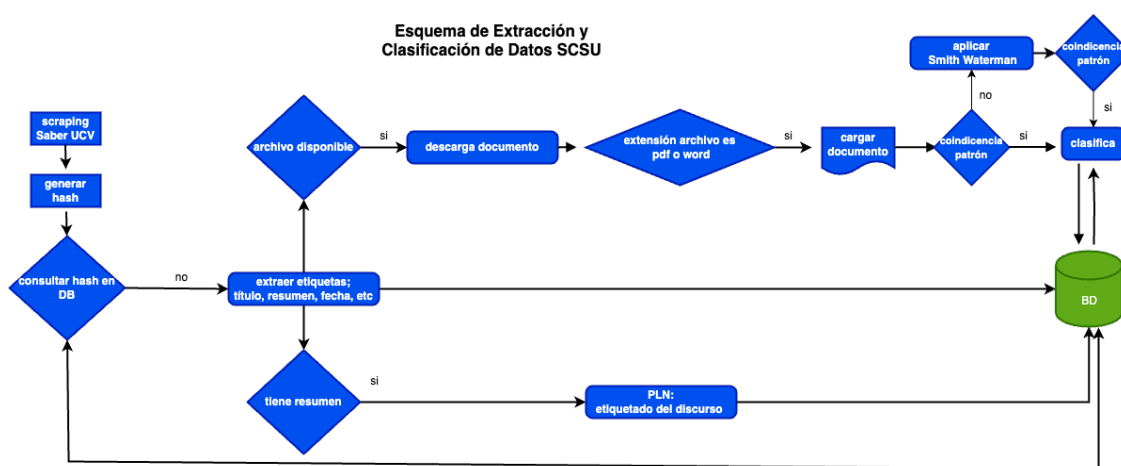 Esquema de Extracción y
Clasificación de Datos SCSU
scraping
Saber UCV
generar
hash
consultar hash en
DB
no
extraer etiquetas;
título, resumen, fecha, etc
archivo disponible
si
descarga documento
extensión archivo es
pdf o word
si
cargar
documento
coindicencia
patrón
no
si
aplicar
Smith Waterman
coindicencia
patrón
si
clasifica
BD
tiene resumen
si
PLN:
etiquetado del discurso